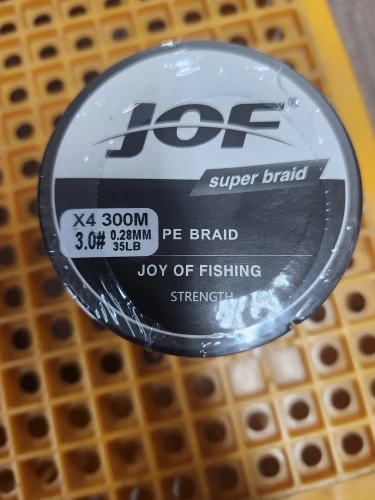 JOF®
super braid
X4 300M
3.0# 0.28MM
35LB
PE BRAID
JOY OF FISHING
STRENGTH